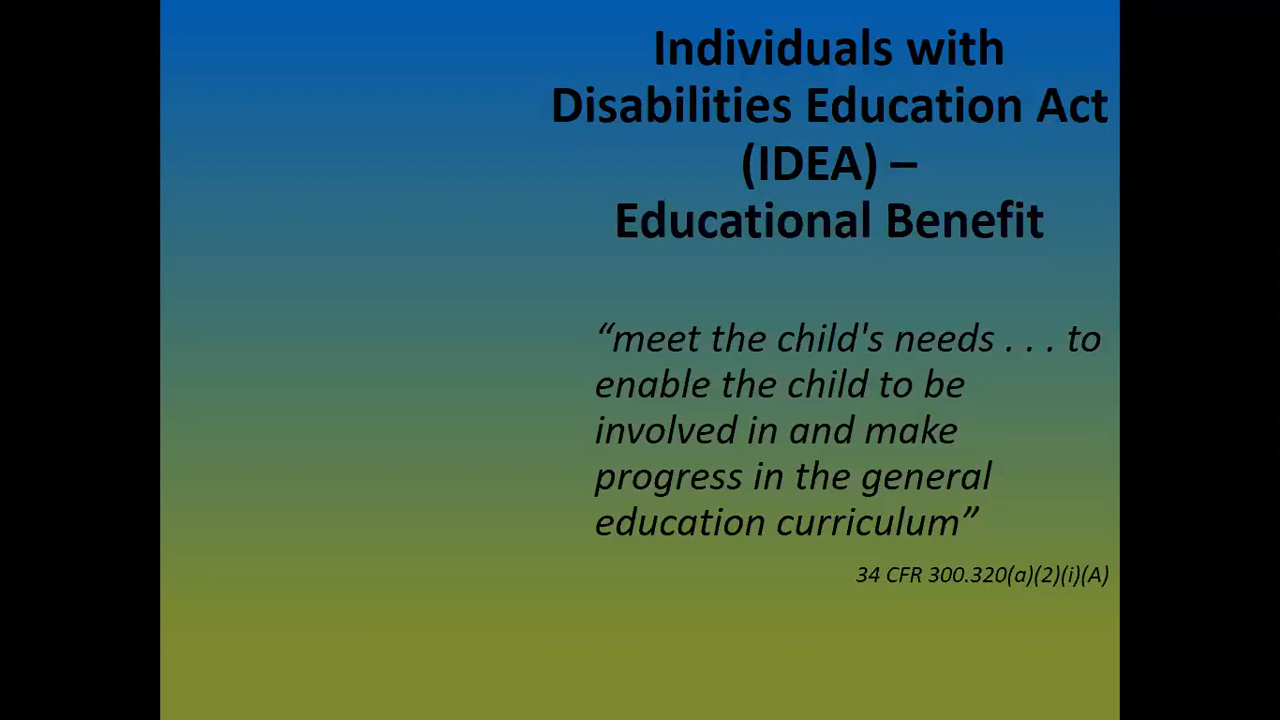 Individuals with
Disabilities Education Act
(IDEA) –
Educational Benefit
“meet the child's needs . . . to
enable the child to be
involved in and make
progress in the general
education curriculum”
34 CFR 300.320(a)(2)(i)(A)